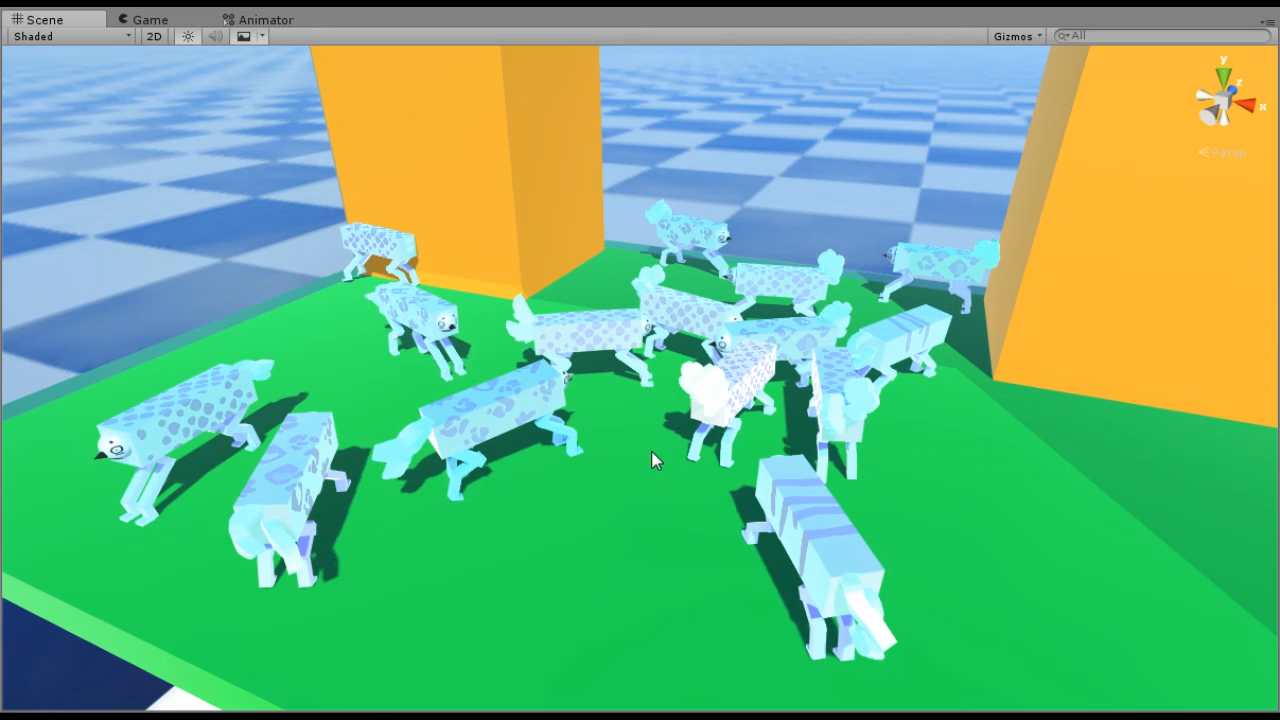 Scene Game Animator
Shaded 2D Gizmos All
y
z
x
Persp